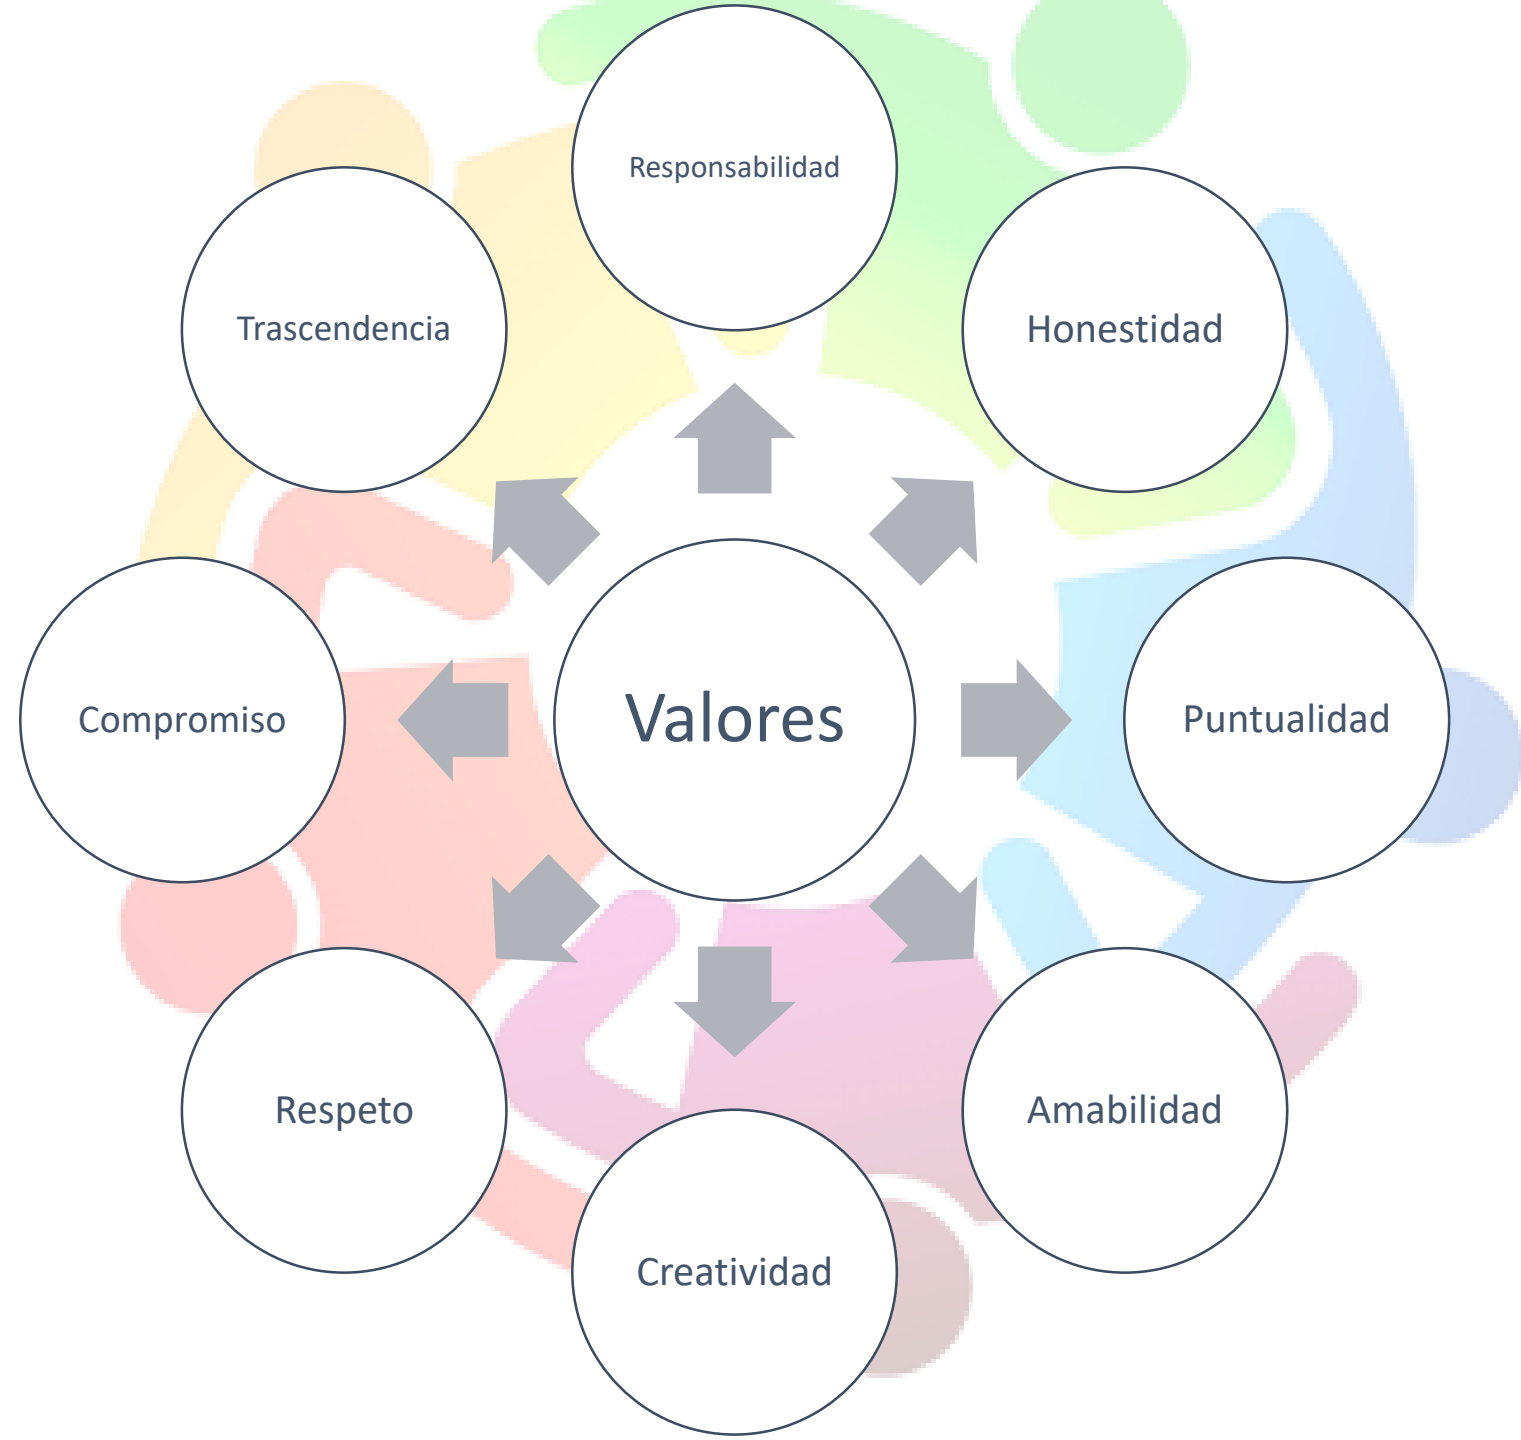 Responsabilidad
Trascendencia
Honestidad
Compromiso
Valores
Puntualidad
Respeto
Amabilidad
Creatividad